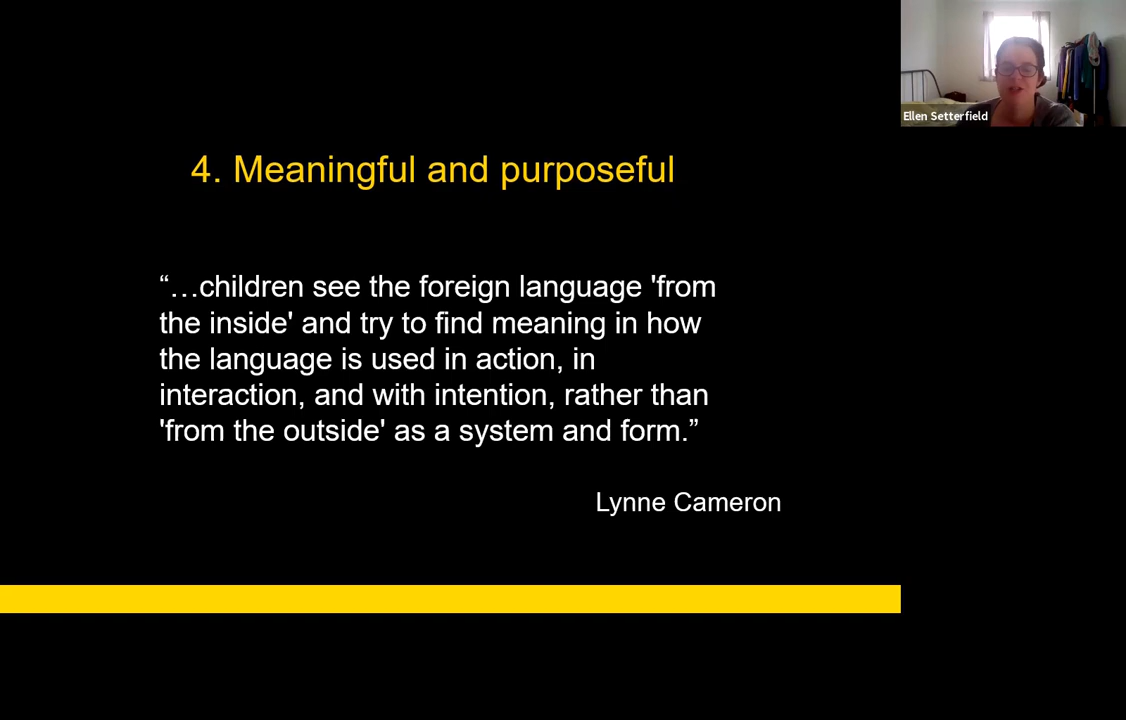 4. Meaningful and purposeful
“…children see the foreign language 'from
the inside' and try to find meaning in how
the language is used in action, in
interaction, and with intention, rather than
'from the outside' as a system and form.”
Lynne Cameron
Ellen Setterfield